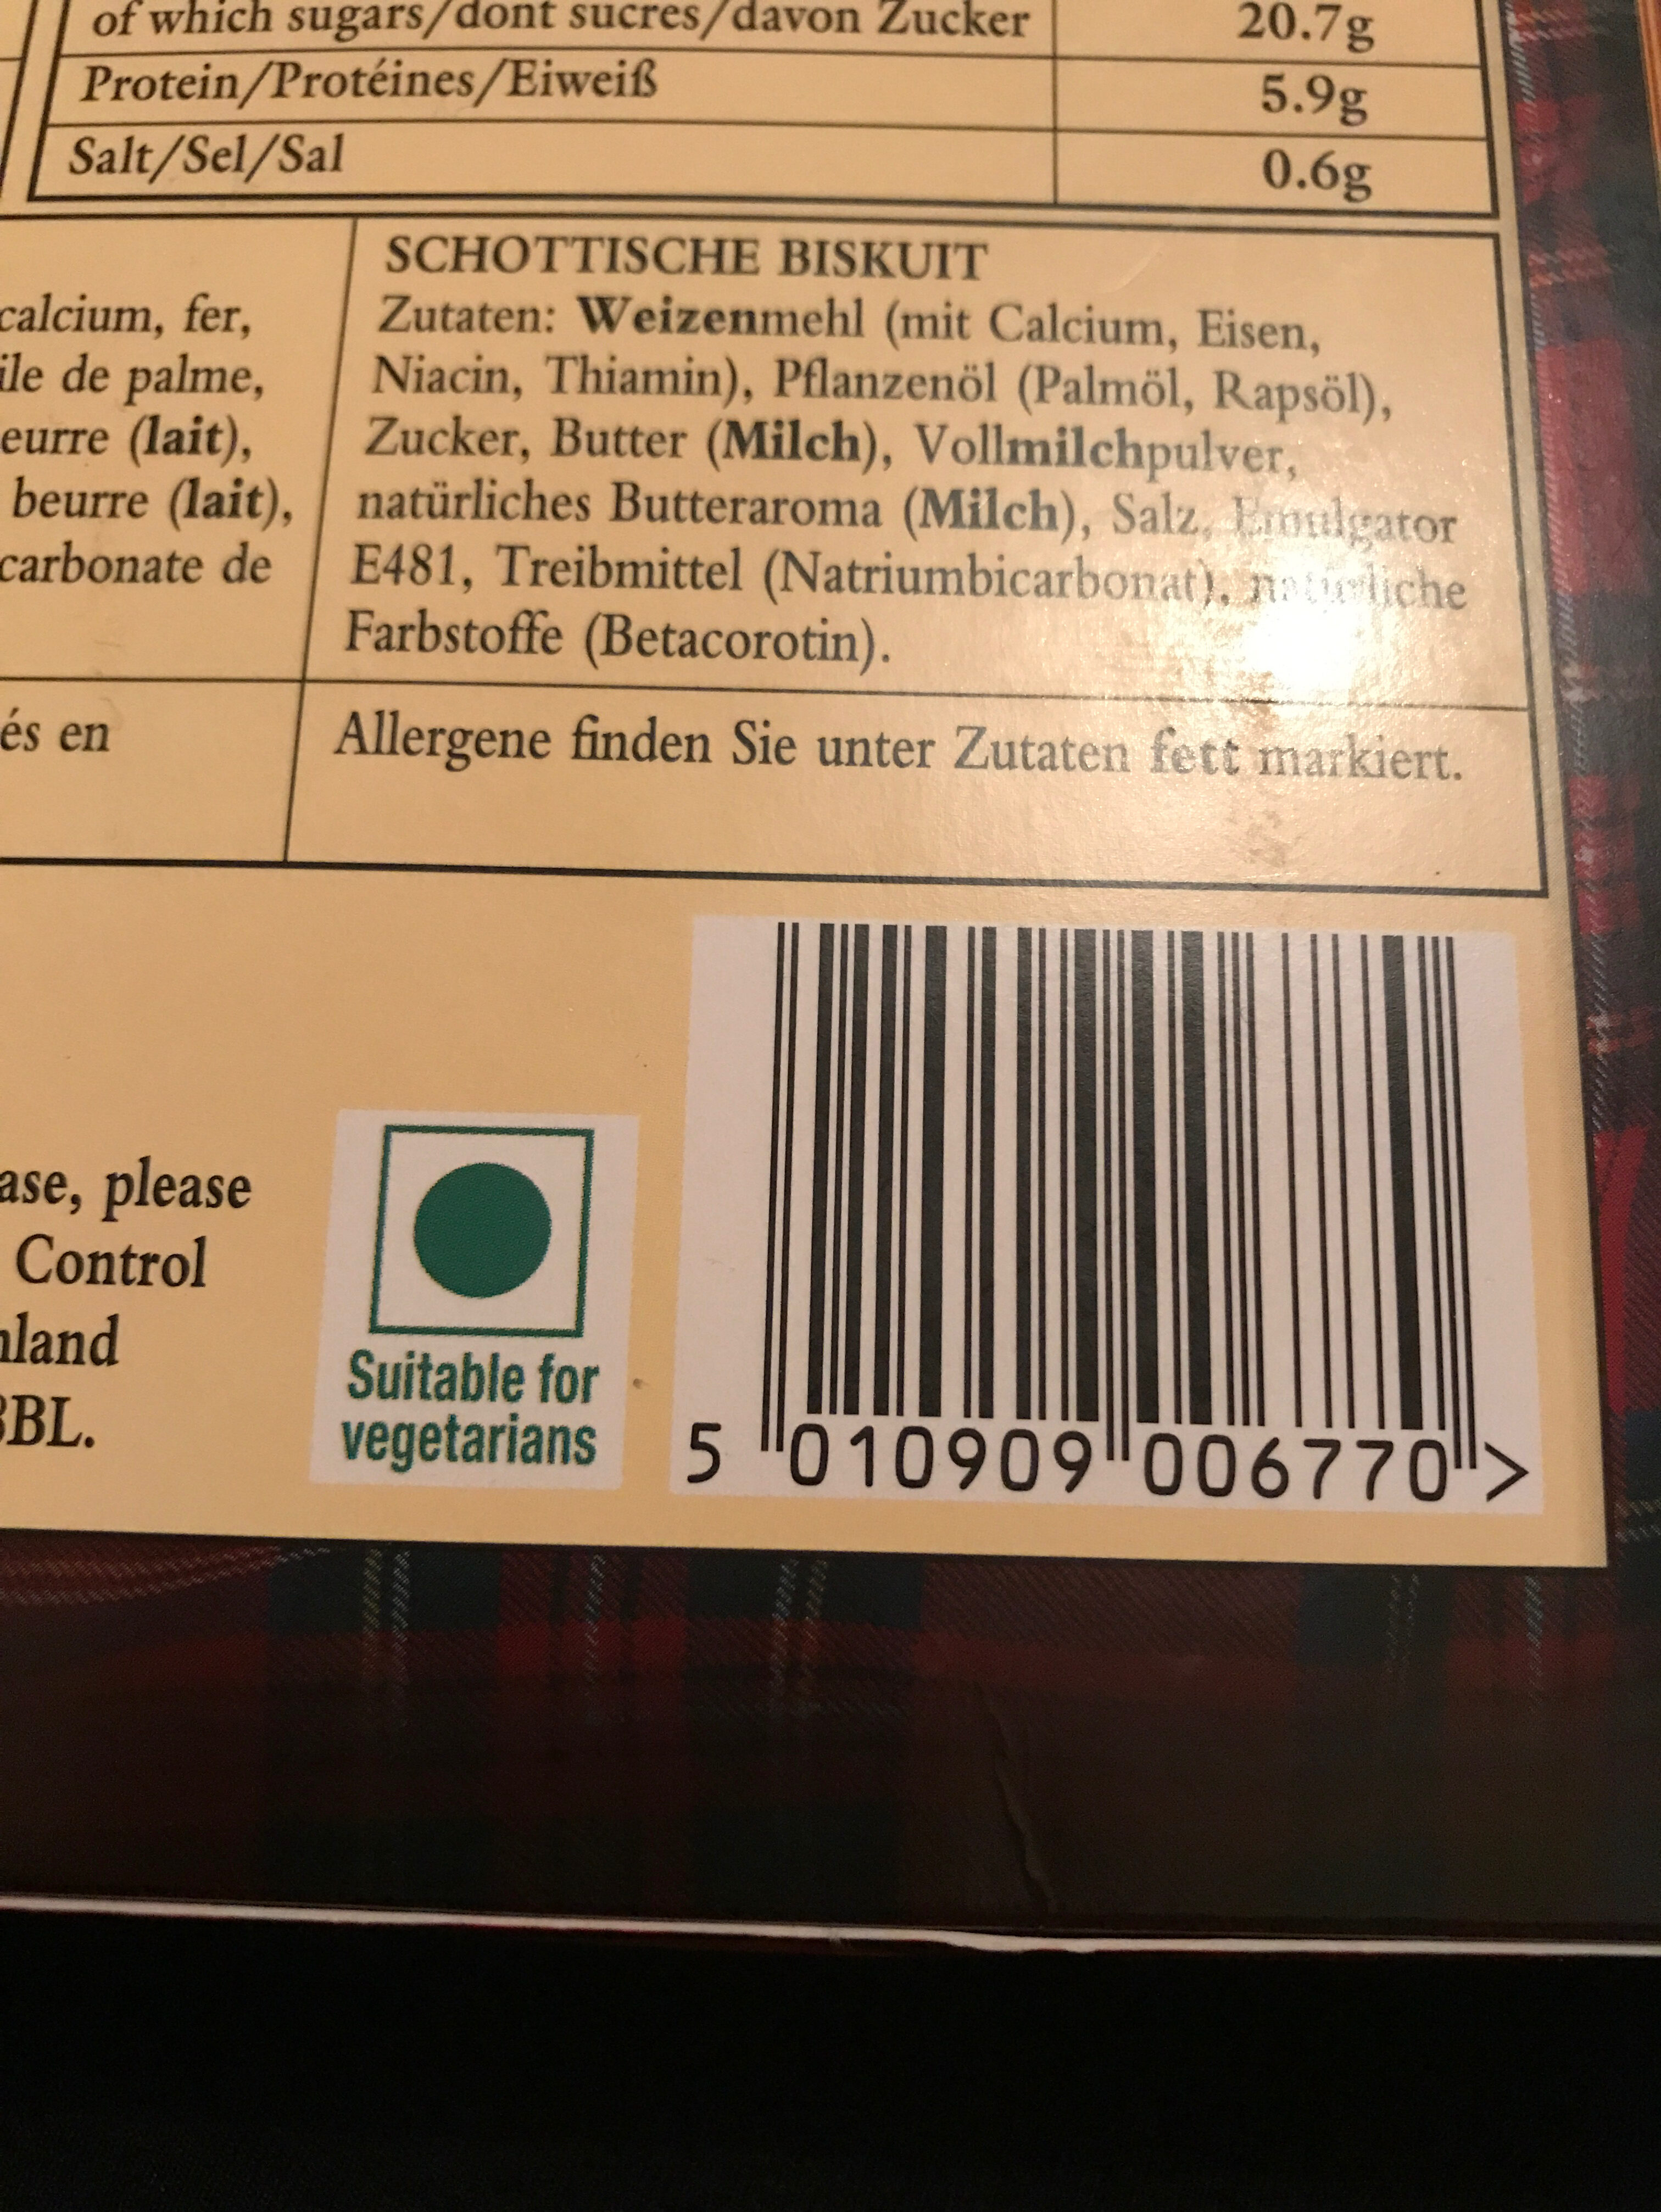 of which sugars/dont sucres/davon Zucker 20.7g
Protein/Protéines/Eiweiß 5.9g
Salt/Sel/Sal 0.6g
calcium, fer,
ile de palme,
eurre (lait),
beurre (lait),
carbonate de
SCHOTTISCHE BISKUIT
Zutaten: Weizenmehl (mit Calcium, Eisen,
Niacin, Thiamin), Pflanzenöl (Palmöl, Rapsöl),
Zucker, Butter (Milch), Vollmilchpulver,
natürliches Butteraroma (Milch), Salz, Emulgator
E481, Treibmittel (Natriumbicarbonat), natürliche
Farbstoffe (Betacorotin).
és en
Allergene finden Sie unter Zutaten fett markiert.
ase, please
Control
nland
BBL.
Suitable for
vegetarians
5 010909 006770 >